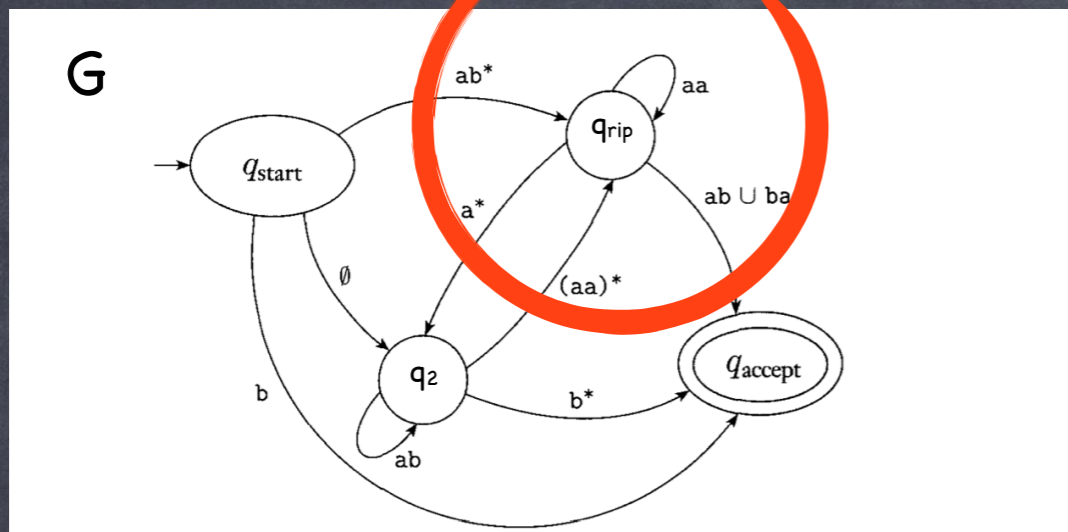 G
ab*
aa
qrip
qstart
ab ∪ ba
a*
∅
(aa)*
qaccept
q2
b
b*
ab